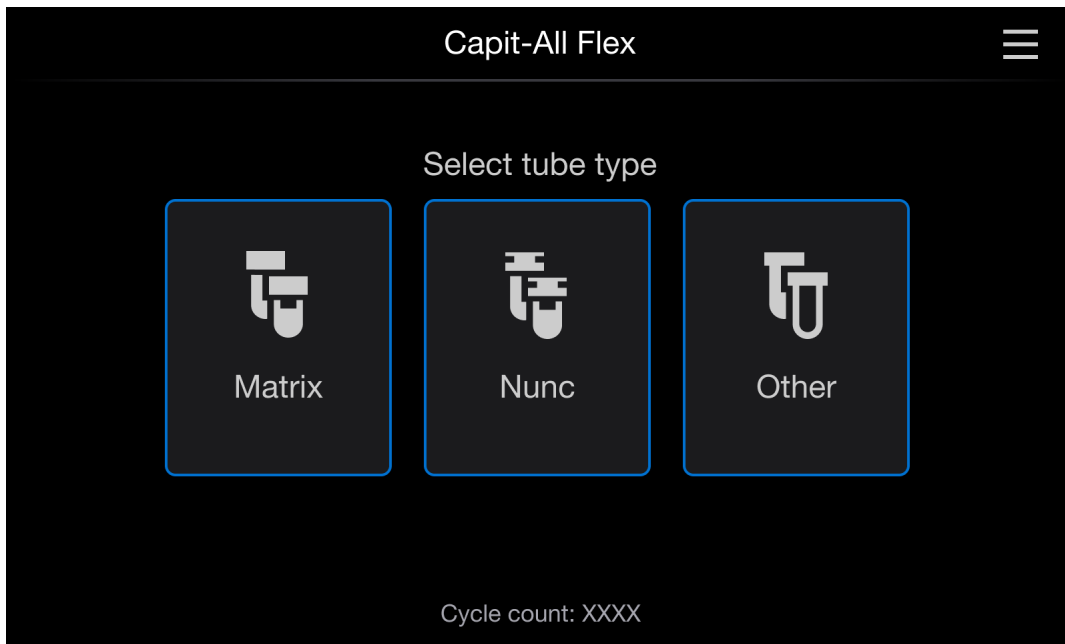 Capit-All Flex
Select tube type
Matrix
Nunc
Other
Cycle count: XXXX